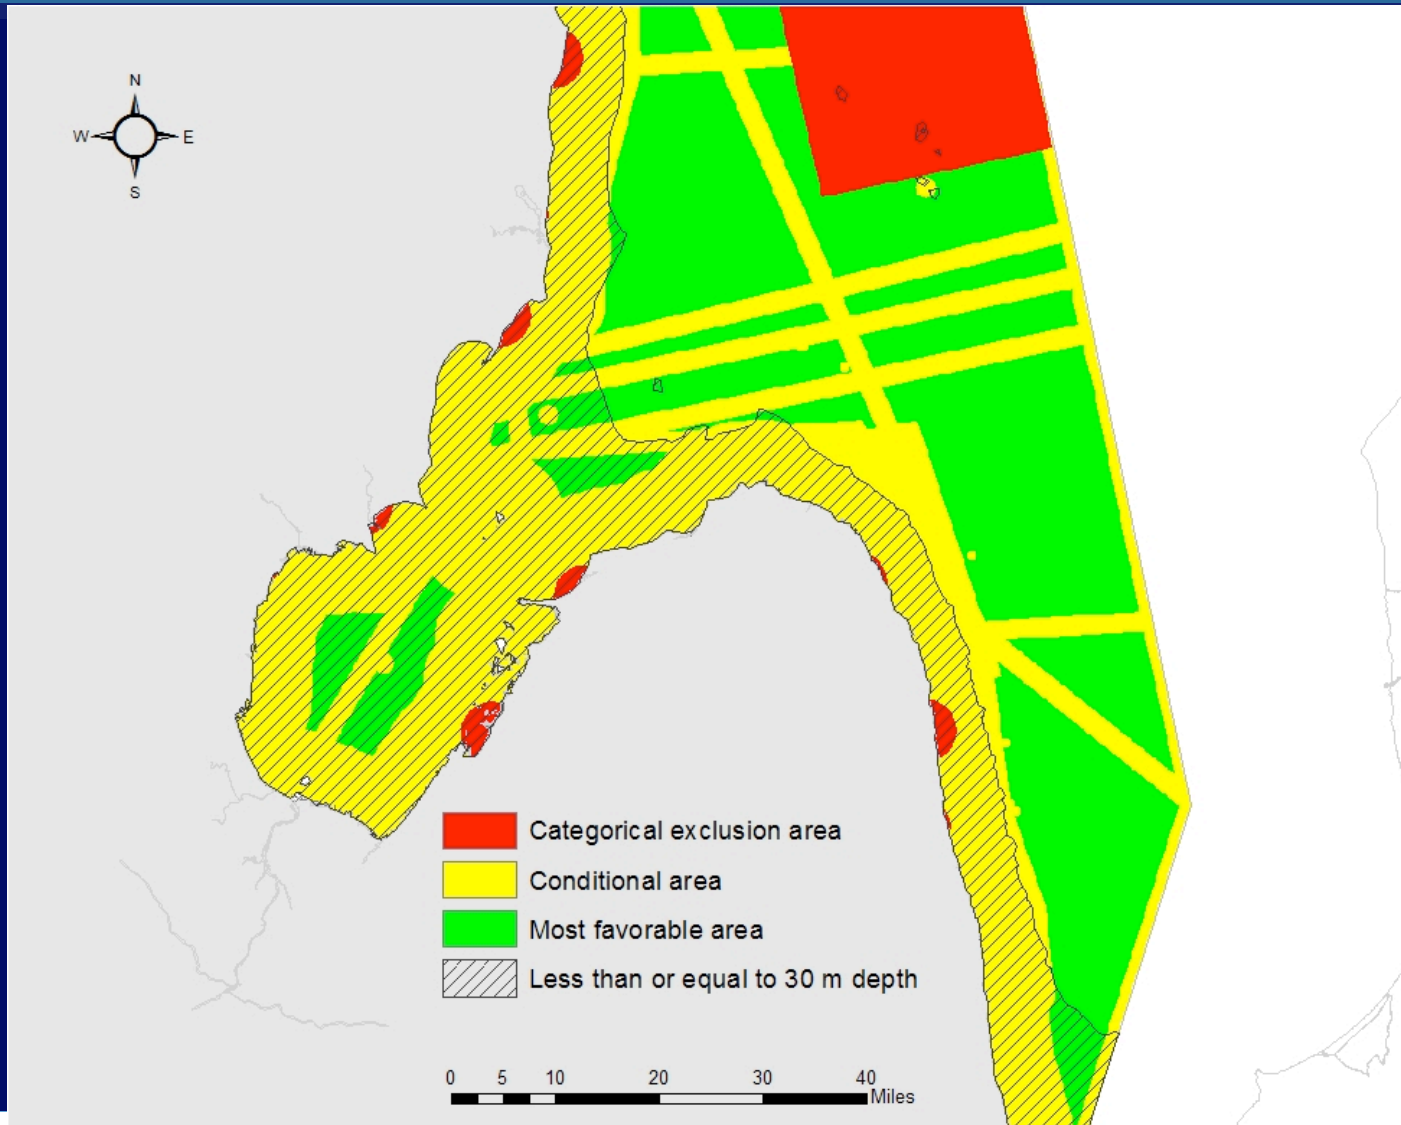 N
W E
S
Categorical exclusion area
Conditional area
Most favorable area
Less than or equal to 30 m depth
0 5 10 20 30 40
Miles